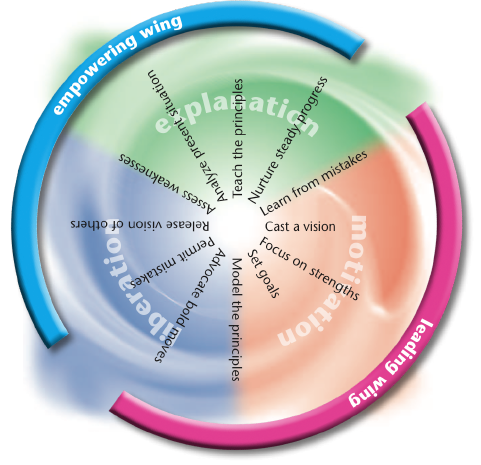 empowering wing
explanation
Analyze present situation
Teach the principles
Nurture steady progress
Learn from mistakes
Cast a vision
Focus on strengths
Set goals
Model the principles
Advocate bold moves
Permit mistakes
Release vision of others
Assess weaknesses
motivation
liberation
leading wing